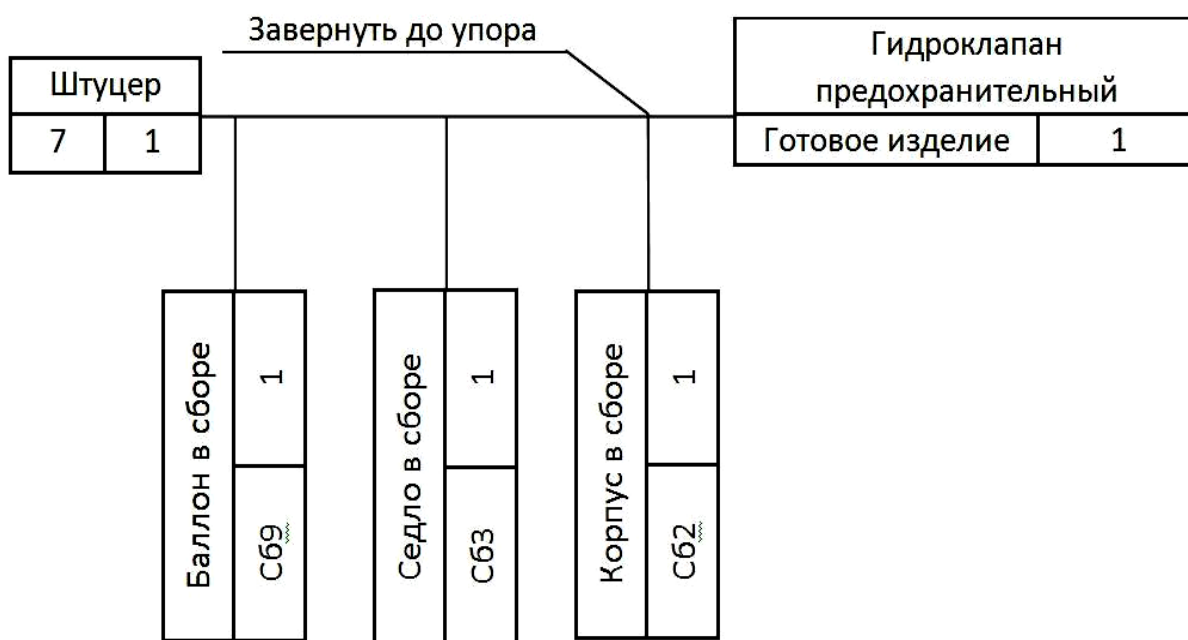 Завернуть до упора
Штуцер
7 1
Гидроклапан
предохранительный
Готовое изделие 1
Баллон в сборе
1
Сб9
Седло в сборе
1
Сб3
Корпус в сборе
1
Сб2